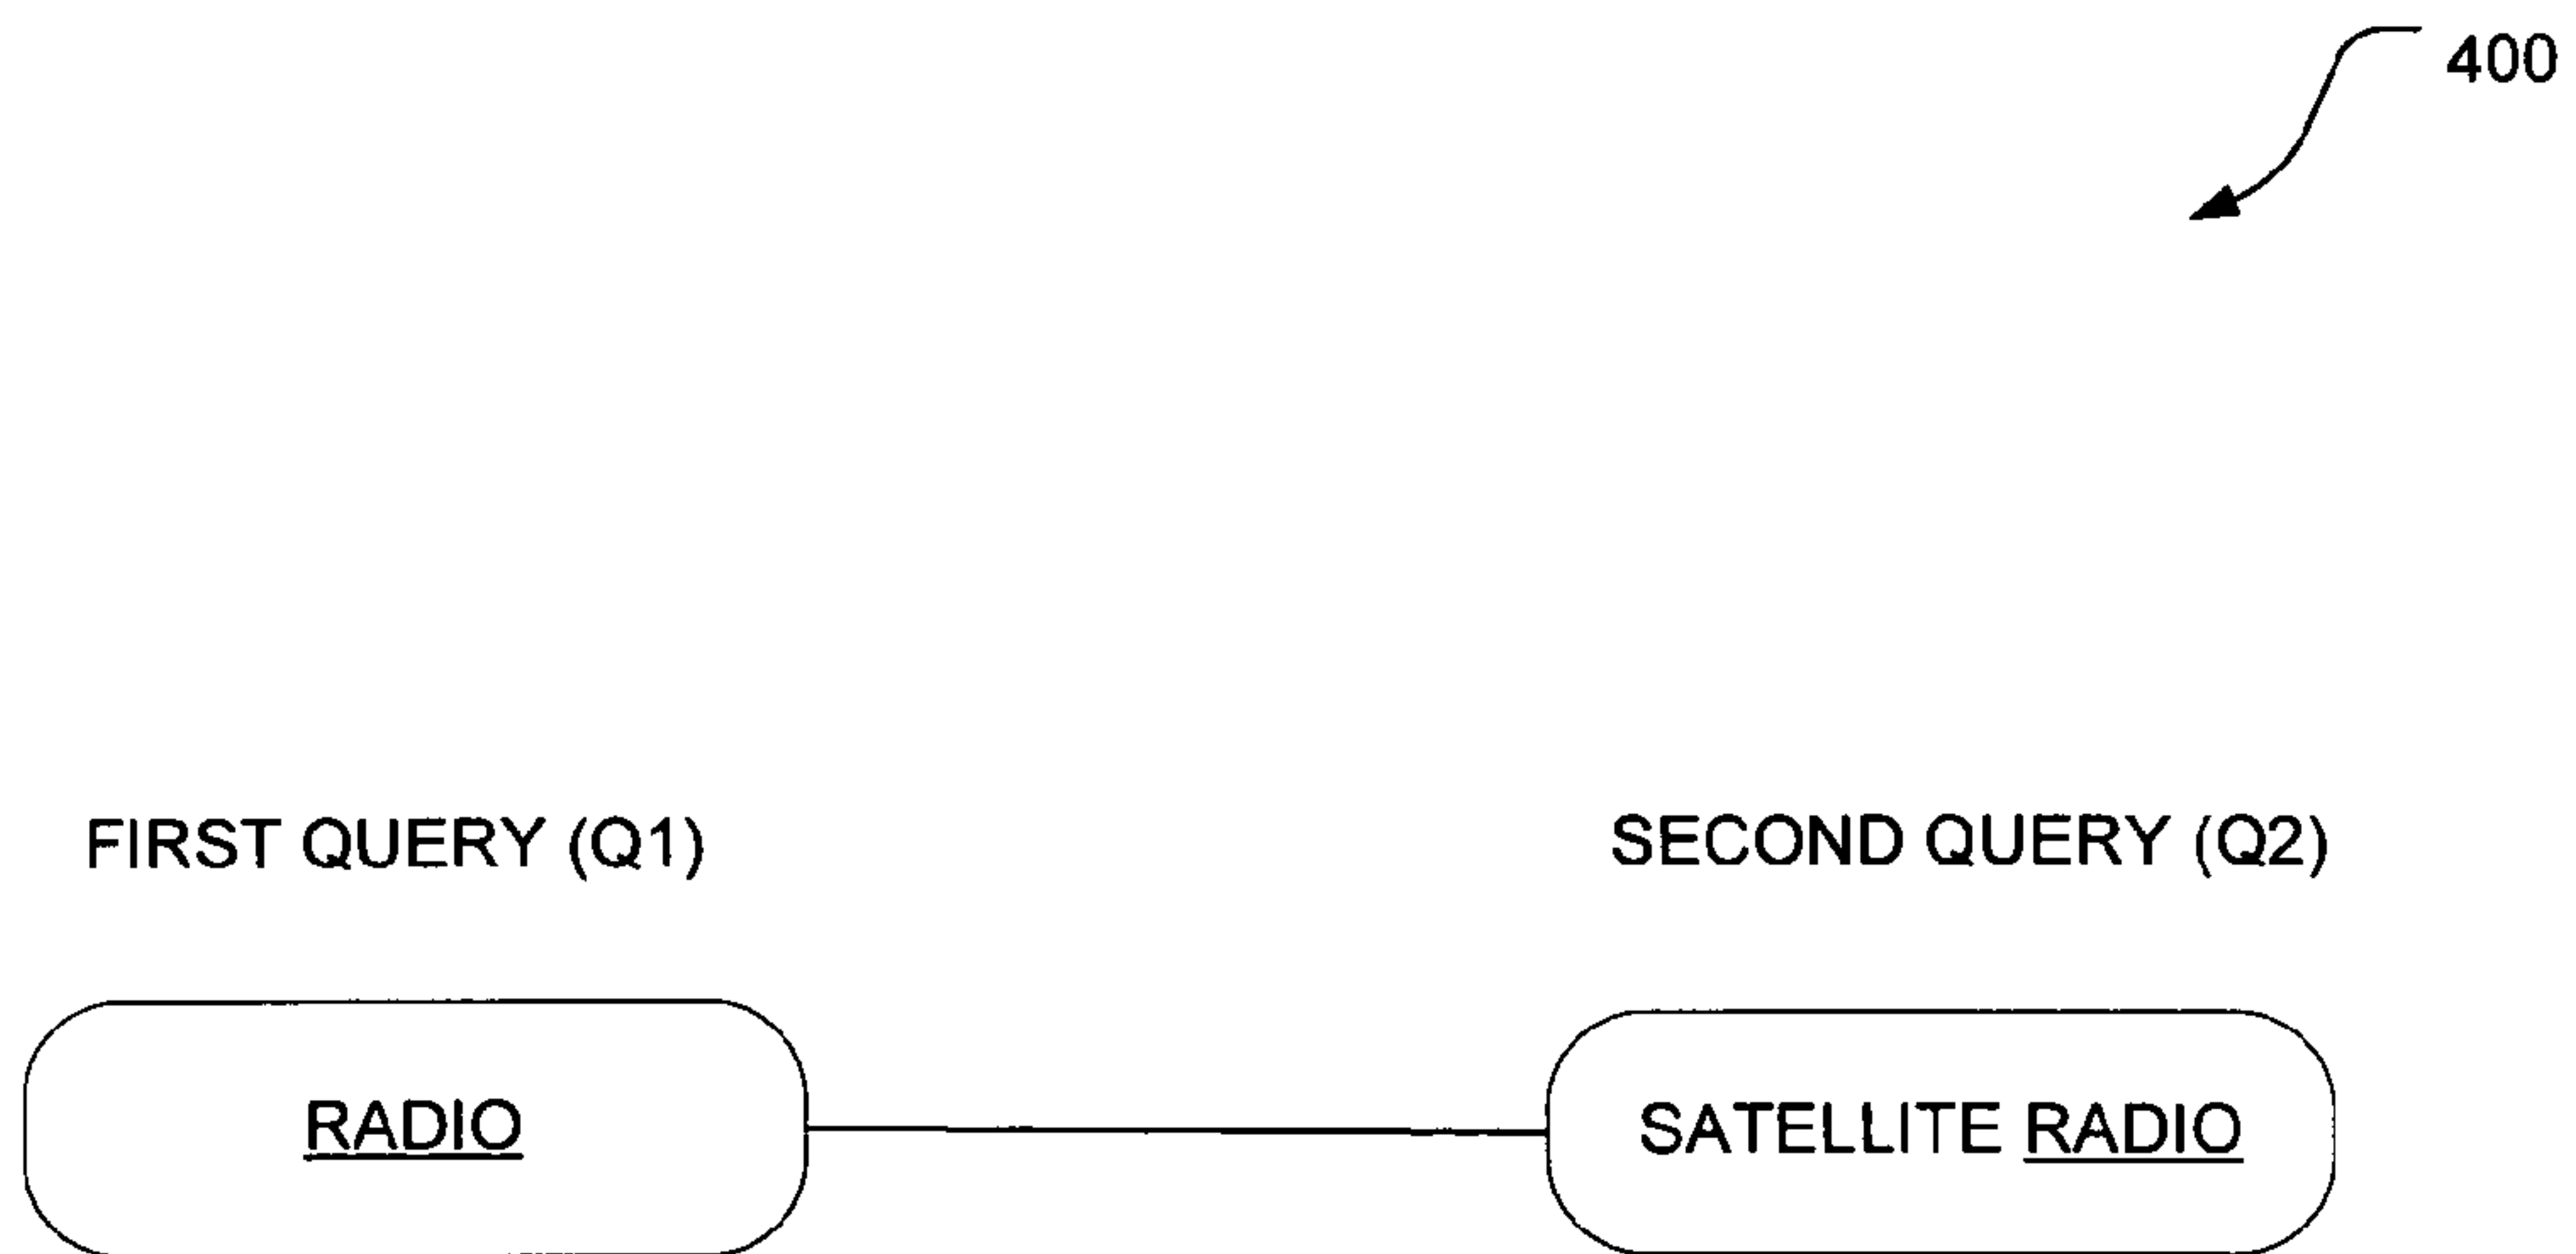 400
FIRST QUERY (Q1)
SECOND QUERY (Q2)
RADIO
SATELLITE RADIO